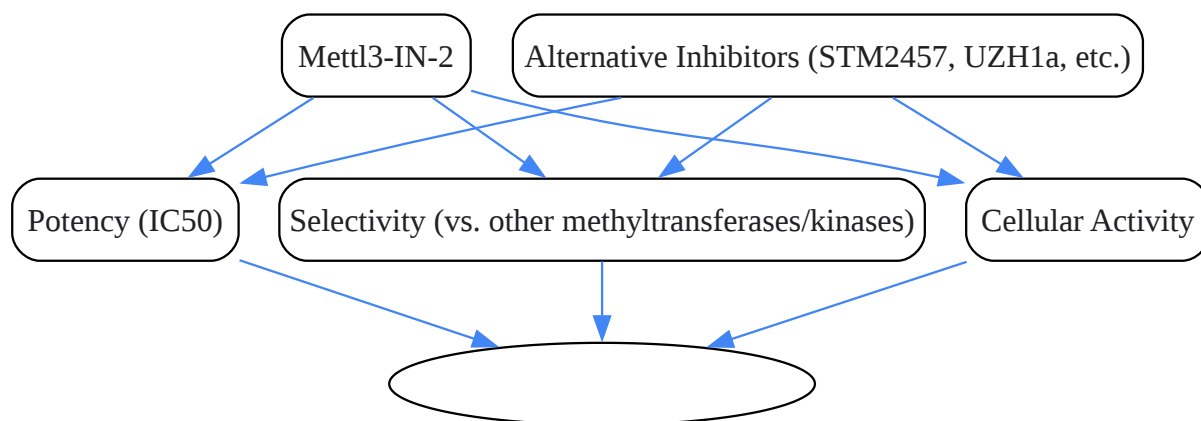 Mettl3-IN-2
Alternative Inhibitors (STM2457, UZH1a, etc.)
Potency (IC50)
Selectivity (vs. other methyltransferases/kinases)
Cellular Activity